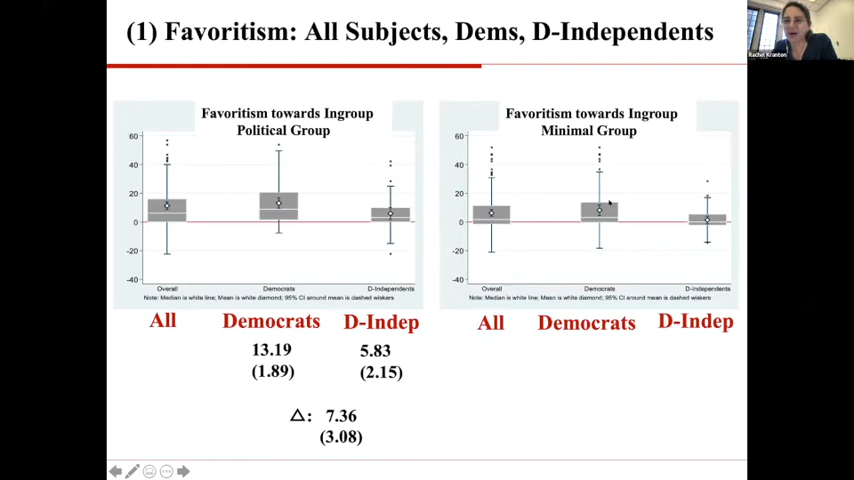 (1) Favoritism: All Subjects, Dems, D-Independents
Rachel Kranton
Favoritism towards Ingroup
Political Group
60
40
20
0
-20
-40
Overall
Democrats
D-Independents
Note: Median is white line; Mean is white diamond; 95% CI around mean is dashed wiskers
Favoritism towards Ingroup
Minimal Group
60
40
20
0
-20
-40
Overall
Democrats
D-Independents
Note: Median is white line; Mean is white diamond; 95% CI around mean is dashed wiskers
All
Democrats
D-Indep
13.19
5.83
(1.89)
(2.15)
△: 7.36
(3.08)
All
Democrats
D-Indep